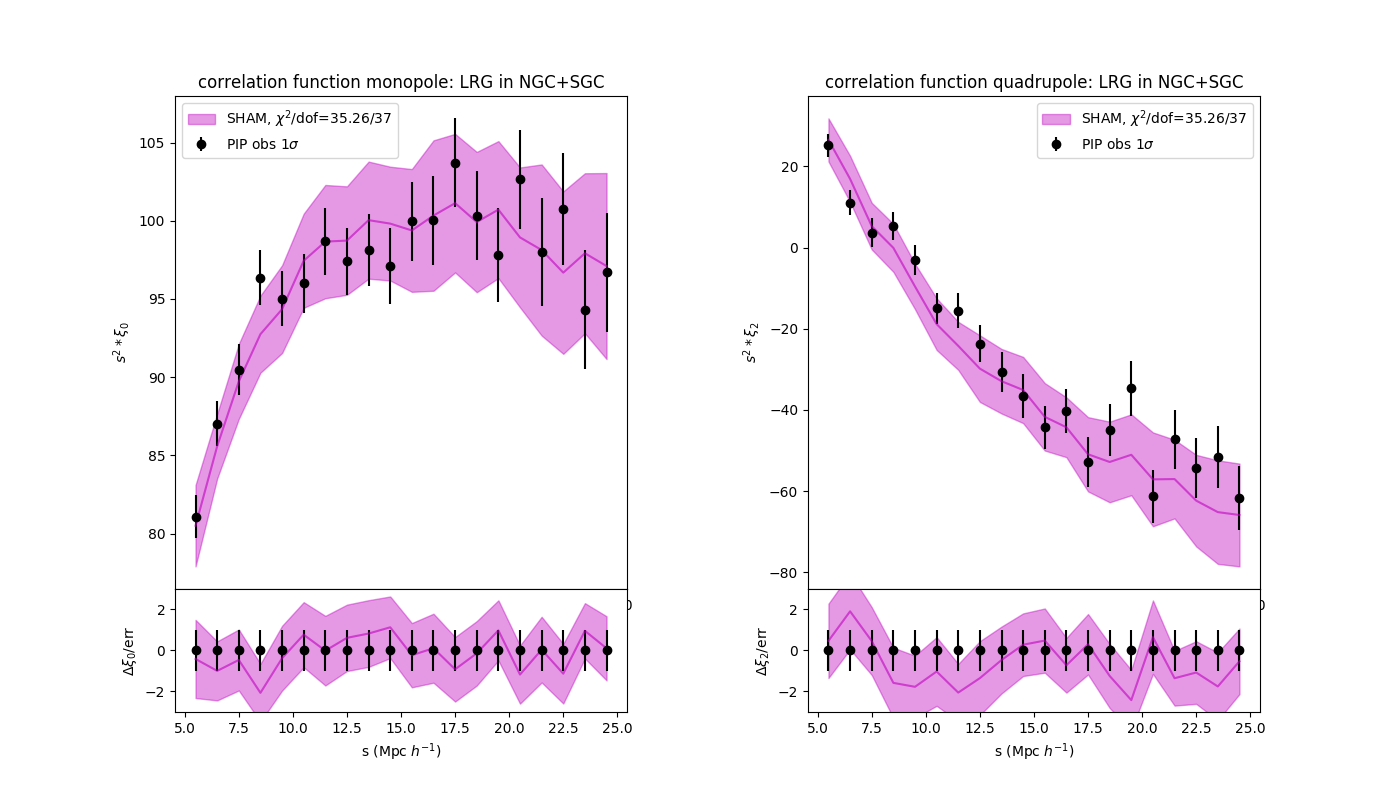 correlation function monopole: LRG in NGC+SGC
SHAM, χ²/dof=35.26/37
PIP obs 1σ
105
100
95
90
85
80
s² * ξ₀
0
2
0
−2
Δξ₀/err
5.0 7.5 10.0 12.5 15.0 17.5 20.0 22.5 25.0
s (Mpc h⁻¹)
correlation function quadrupole: LRG in NGC+SGC
SHAM, χ²/dof=35.26/37
PIP obs 1σ
20
0
−20
−40
−60
−80
s² * ξ₂
0
2
0
−2
Δξ₂/err
5.0 7.5 10.0 12.5 15.0 17.5 20.0 22.5 25.0
s (Mpc h⁻¹)